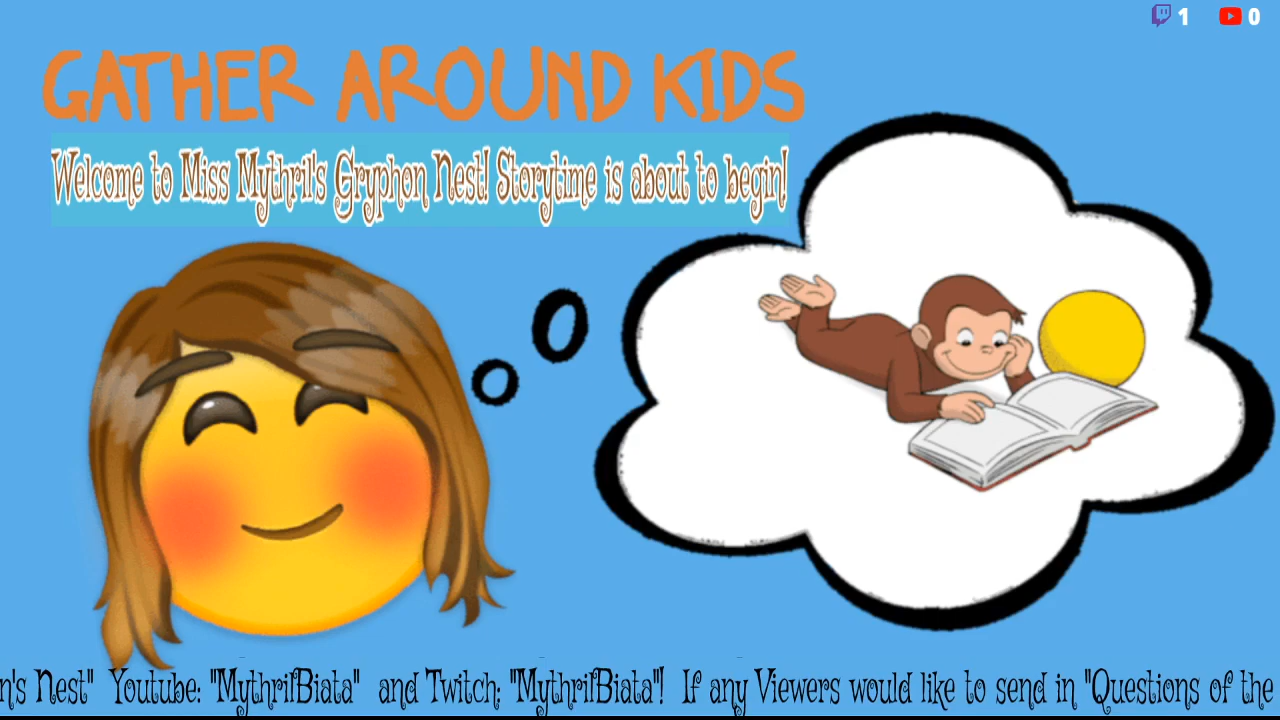 1 0
GATHER AROUND KIDS
Welcome to Miss Mythril's Gryphon Nest! Storytime is about to begin!
n's Nest" Youtube: "MythrilBiata" and Twitch: "MythrilBiata"! If any Viewers would like to send in "Questions of the